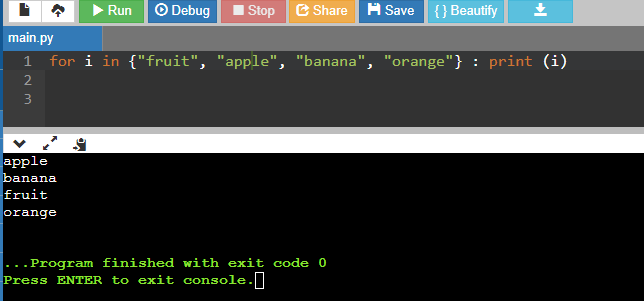 Run Debug Stop Share Save { } Beautify
main.py
1 for i in {"fruit", "apple", "banana", "orange"} : print (i)
2
3
apple
banana
fruit
orange
...Program finished with exit code 0
Press ENTER to exit console.